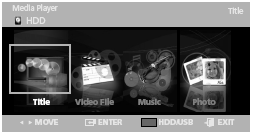 Media Player
Title
HDD
Title Video File Music Photo
MOVE ENTER HDD/USB EXIT